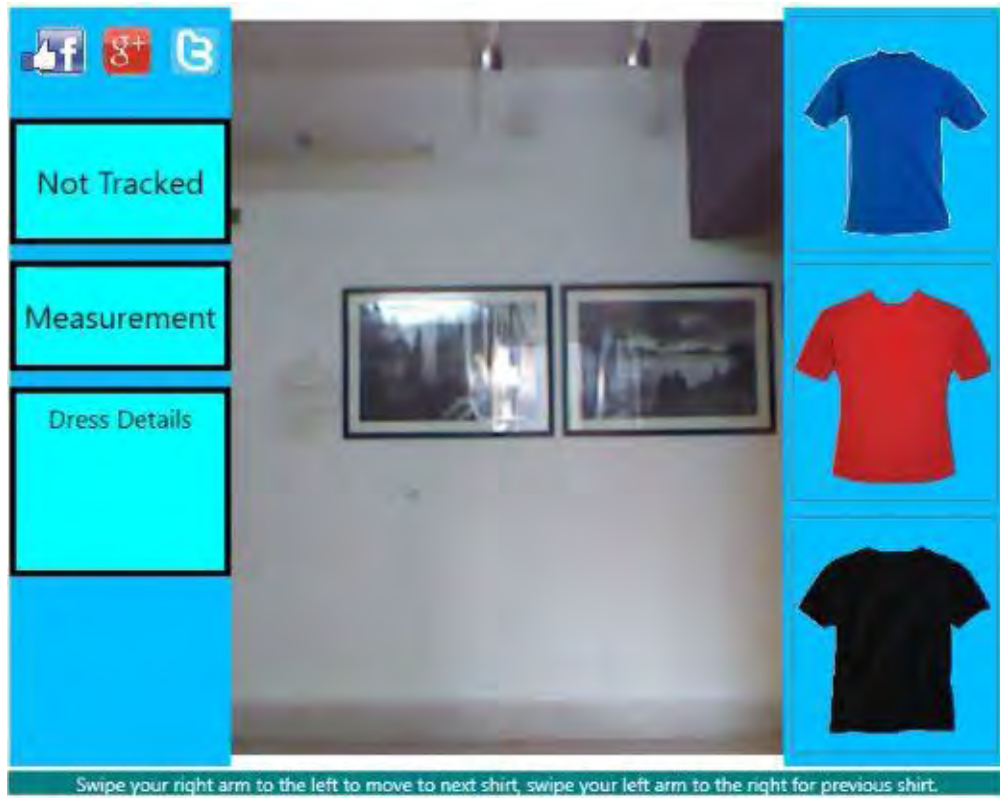 f g+ t
Not Tracked
Measurement
Dress Details
Swipe your right arm to the left to move to next shirt, swipe your left arm to the right for previous shirt.